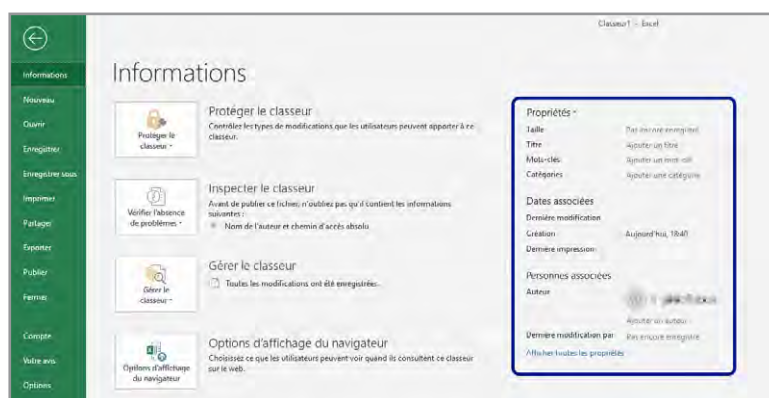 Classeur1 - Excel
Informations
Nouveau
Ouvrir
Enregistrer
Enregistrer sous
Imprimer
Partager
Exporter
Publier
Fermer
Compte
Votre avis
Options
Informations
Protéger le classeur
Protéger le classeur
Contrôlez les types de modifications que les utilisateurs peuvent apporter à ce
classeur.
Vérifier l'absence
de problèmes
Inspecter le classeur
Avant de publier ce fichier, n'oubliez pas qu'il contient les informations
suivantes :
Nom de l'auteur et chemin d'accès absolu
Gérer le
classeur
Gérer le classeur
Toutes les modifications ont été enregistrées.
Options d'affichage
du navigateur
Options d'affichage du navigateur
Choisissez ce que les utilisateurs peuvent voir quand ils consultent ce classeur
sur le web.
Propriétés
Taille Pas encore enregistré
Titre Ajouter un titre
Mots-clés Ajouter un mot-clé
Catégories Ajouter une catégorie
Dates associées
Dernière modification
Création Aujourd'hui, 18:40
Dernière impression
Personnes associées
Auteur
Ajouter un auteur
Dernière modification par Pas encore enregistré
Afficher toutes les propriétés